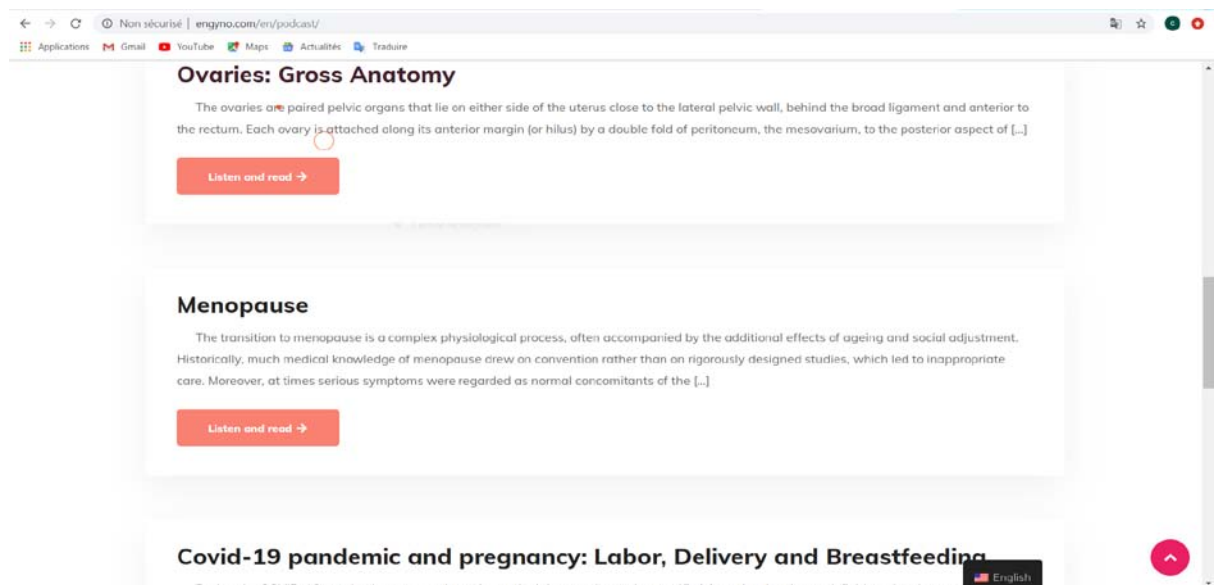 Non sécurisé | engyno.com/en/podcast/
Applications Gmail YouTube Maps Actualités Traduire
Ovaries: Gross Anatomy
The ovaries are paired pelvic organs that lie on either side of the uterus close to the lateral pelvic wall, behind the broad ligament and anterior to
the rectum. Each ovary is attached along its anterior margin (or hilus) by a double fold of peritoneum, the mesovarium, to the posterior aspect of [...]
Listen and read →
Menopause
The transition to menopause is a complex physiological process, often accompanied by the additional effects of ageing and social adjustment.
Historically, much medical knowledge of menopause drew on convention rather than on rigorously designed studies, which led to inappropriate
care. Moreover, at times serious symptoms were regarded as normal concomitants of the [...]
Listen and read →
Covid-19 pandemic and pregnancy: Labor, Delivery and Breastfeeding
English